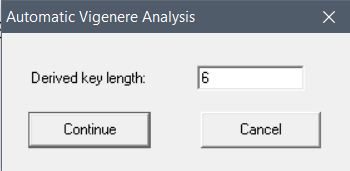 Automatic Vigenere Analysis
Derived key length: 6
Continue Cancel